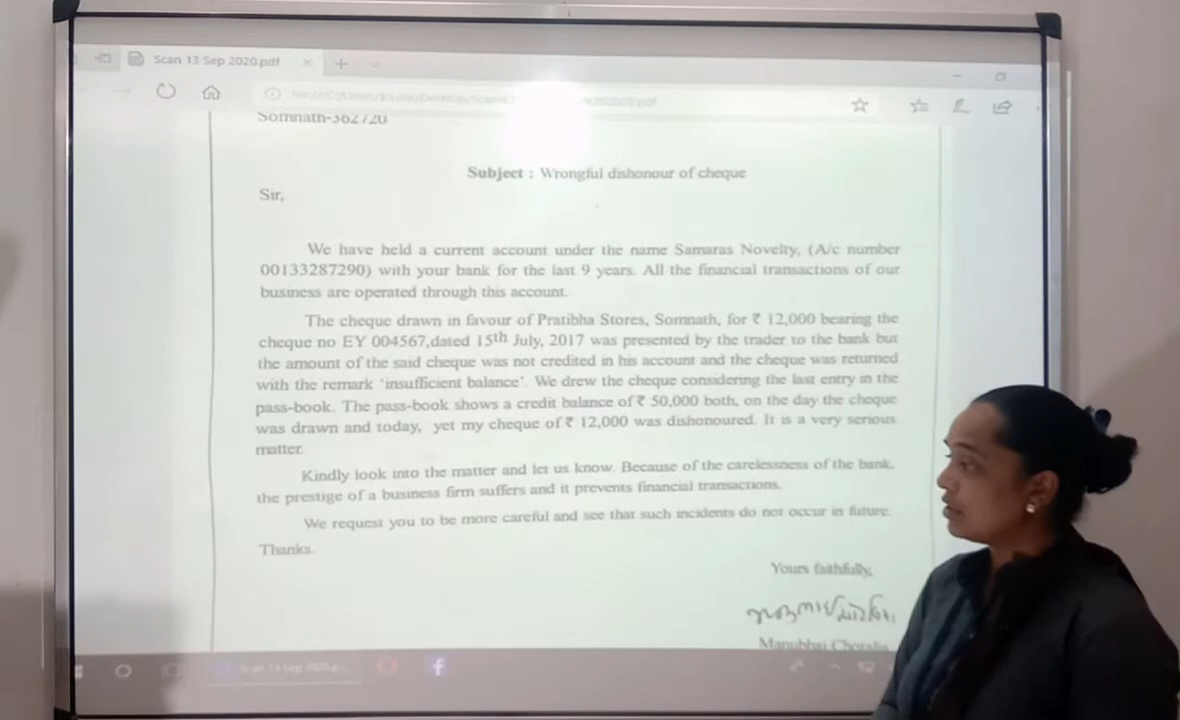 Scan 13 Sep 2020.pdf
Somnath-362720
Subject : Wrongful dishonour of cheque
Sir,
We have held a current account under the name Samaras Novelty, (A/c number
00133287290) with your bank for the last 9 years. All the financial transactions of our
business are operated through this account.
The cheque drawn in favour of Pratibha Stores, Somnath, for ₹ 12,000 bearing the
cheque no EY 004567,dated 15th July, 2017 was presented by the trader to the bank but
the amount of the said cheque was not credited in his account and the cheque was returned
with the remark 'insufficient balance'. We drew the cheque considering the last entry in the
pass-book. The pass-book shows a credit balance of ₹ 50,000 both, on the day the cheque
was drawn and today, yet my cheque of ₹ 12,000 was dishonoured. It is a very serious
matter.
Kindly look into the matter and let us know. Because of the carelessness of the bank,
the prestige of a business firm suffers and it prevents financial transactions.
We request you to be more careful and see that such incidents do not occur in future.
Thanks.
Yours faithfully,
Manubhai
Scan 13 Sep 2020.p...